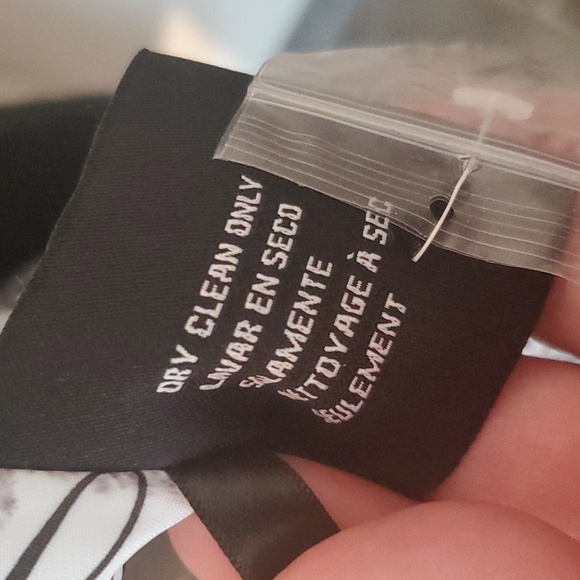 DRY CLEAN ONLY
LAVAR EN SECO
SOLAMENTE
NETTOYAGE À SEC
SEULEMENT